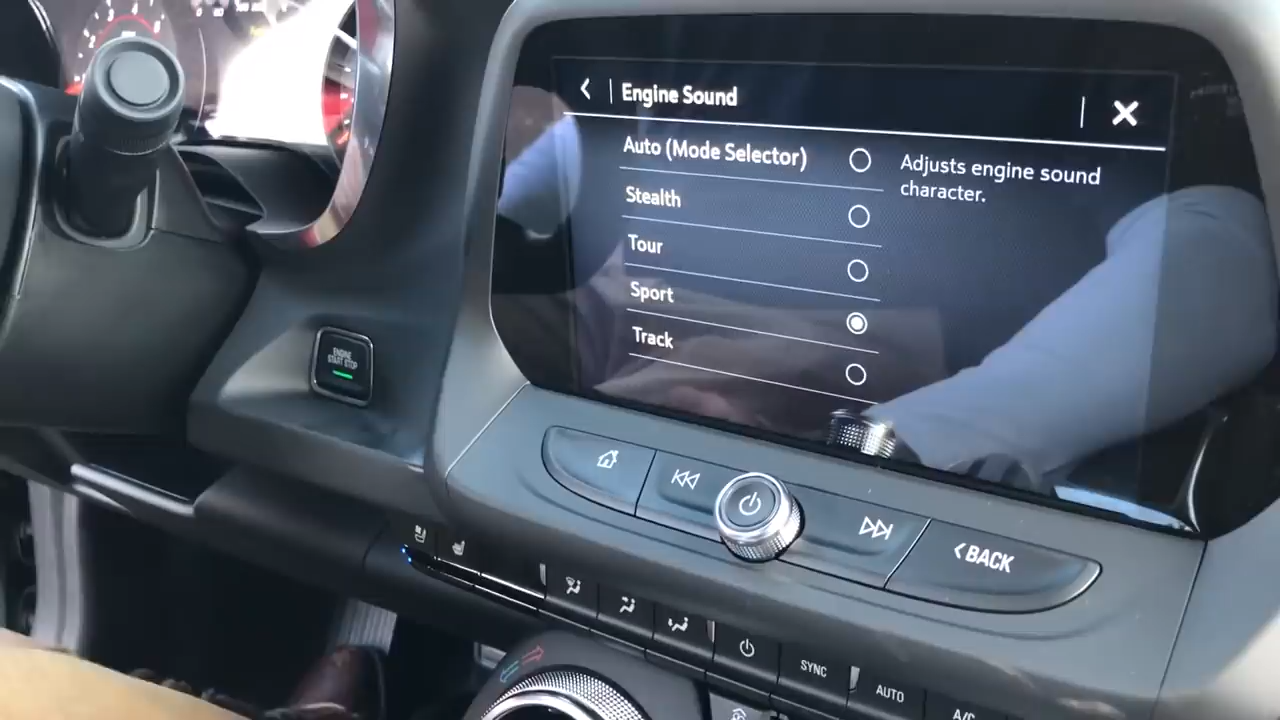 Engine Sound
Auto (Mode Selector)
Adjusts engine sound
character.
Stealth
Tour
Sport
Track
ENGINE
START STOP
<BACK
SYNC
AUTO
A/C